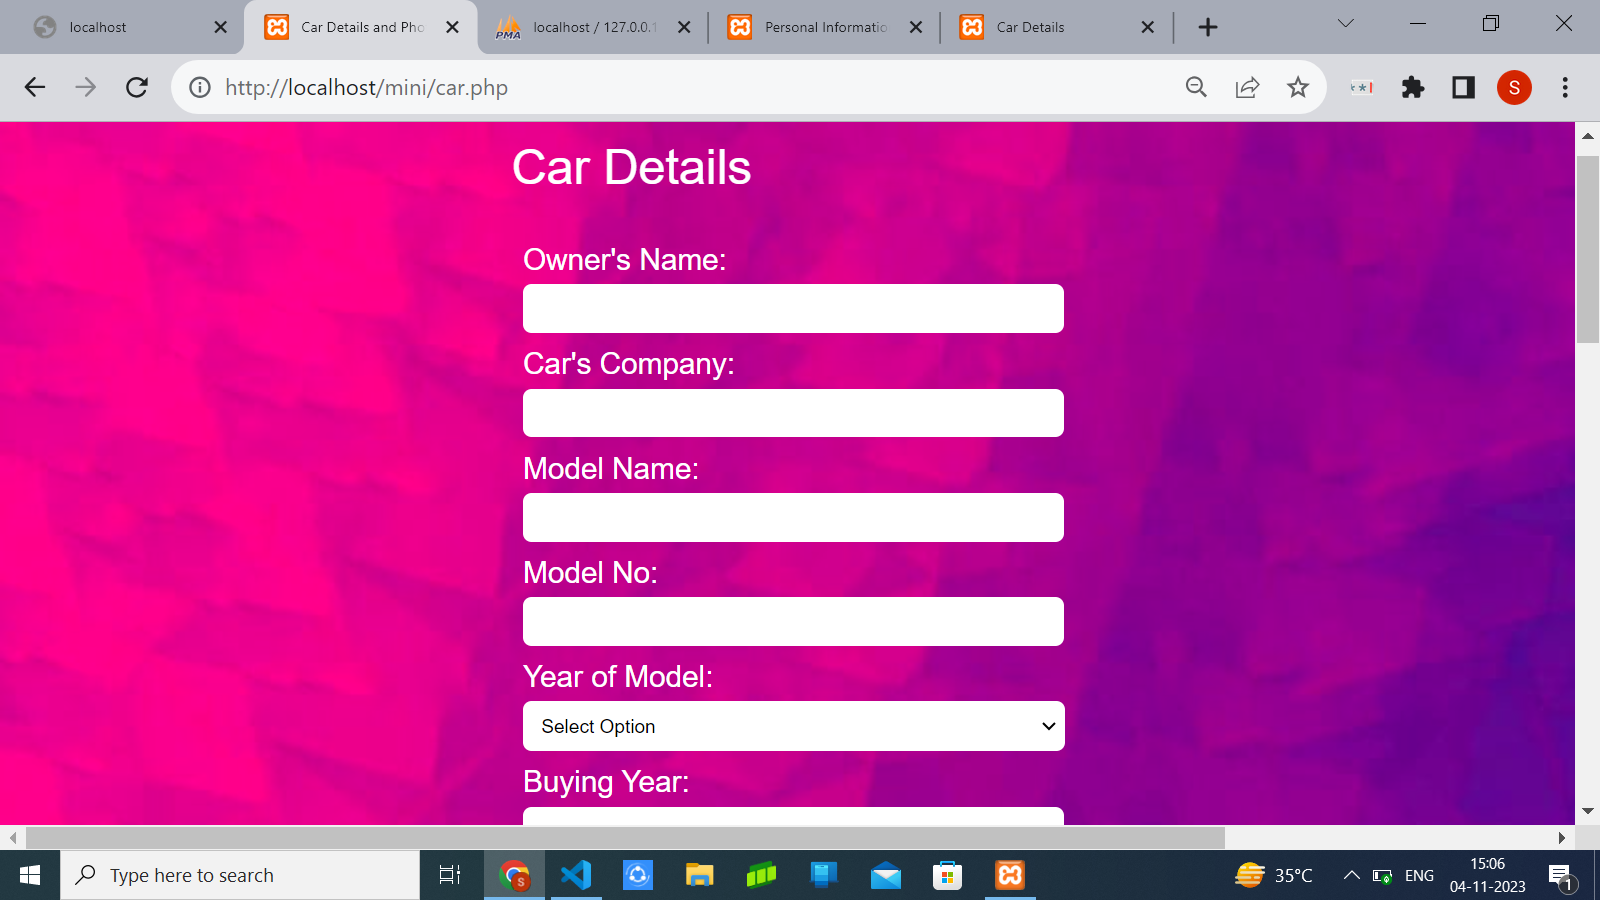 localhost
Car Details and Pho
PMA
localhost / 127.0.0.1
Personal Informatio
Car Details
http://localhost/mini/car.php
S
Car Details
Owner's Name:
Car's Company:
Model Name:
Model No:
Year of Model:
Select Option
Buying Year:
Type here to search
S
35°C
ENG
15:06
04-11-2023
1